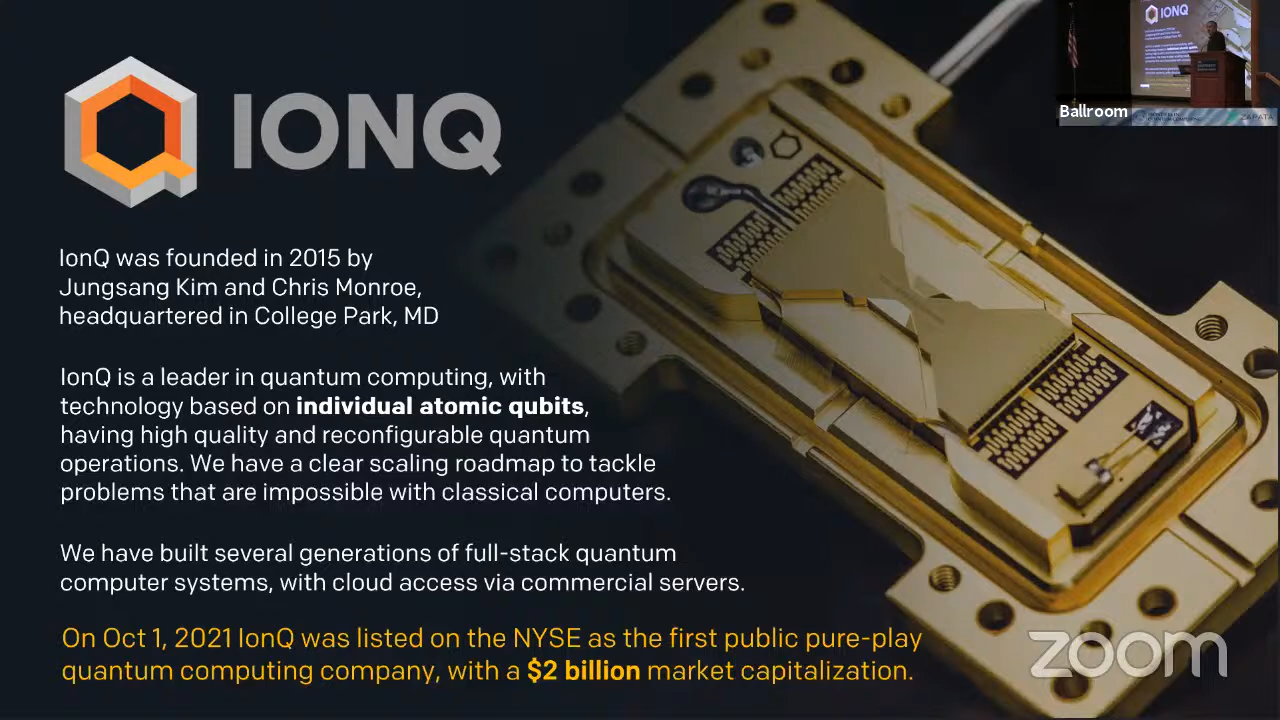 IONQ
IonQ was founded in 2015 by
Jungsang Kim and Chris Monroe,
headquartered in College Park, MD
IonQ is a leader in quantum computing, with
technology based on individual atomic qubits,
having high quality and reconfigurable quantum
operations. We have a clear scaling roadmap to tackle
problems that are impossible with classical computers.
We have built several generations of full-stack quantum
computer systems, with cloud access via commercial servers.
On Oct 1, 2021 IonQ was listed on the NYSE as the first public pure-play
quantum computing company, with a $2 billion market capitalization.
IONQ
Ballroom
ZAPATA
zoom